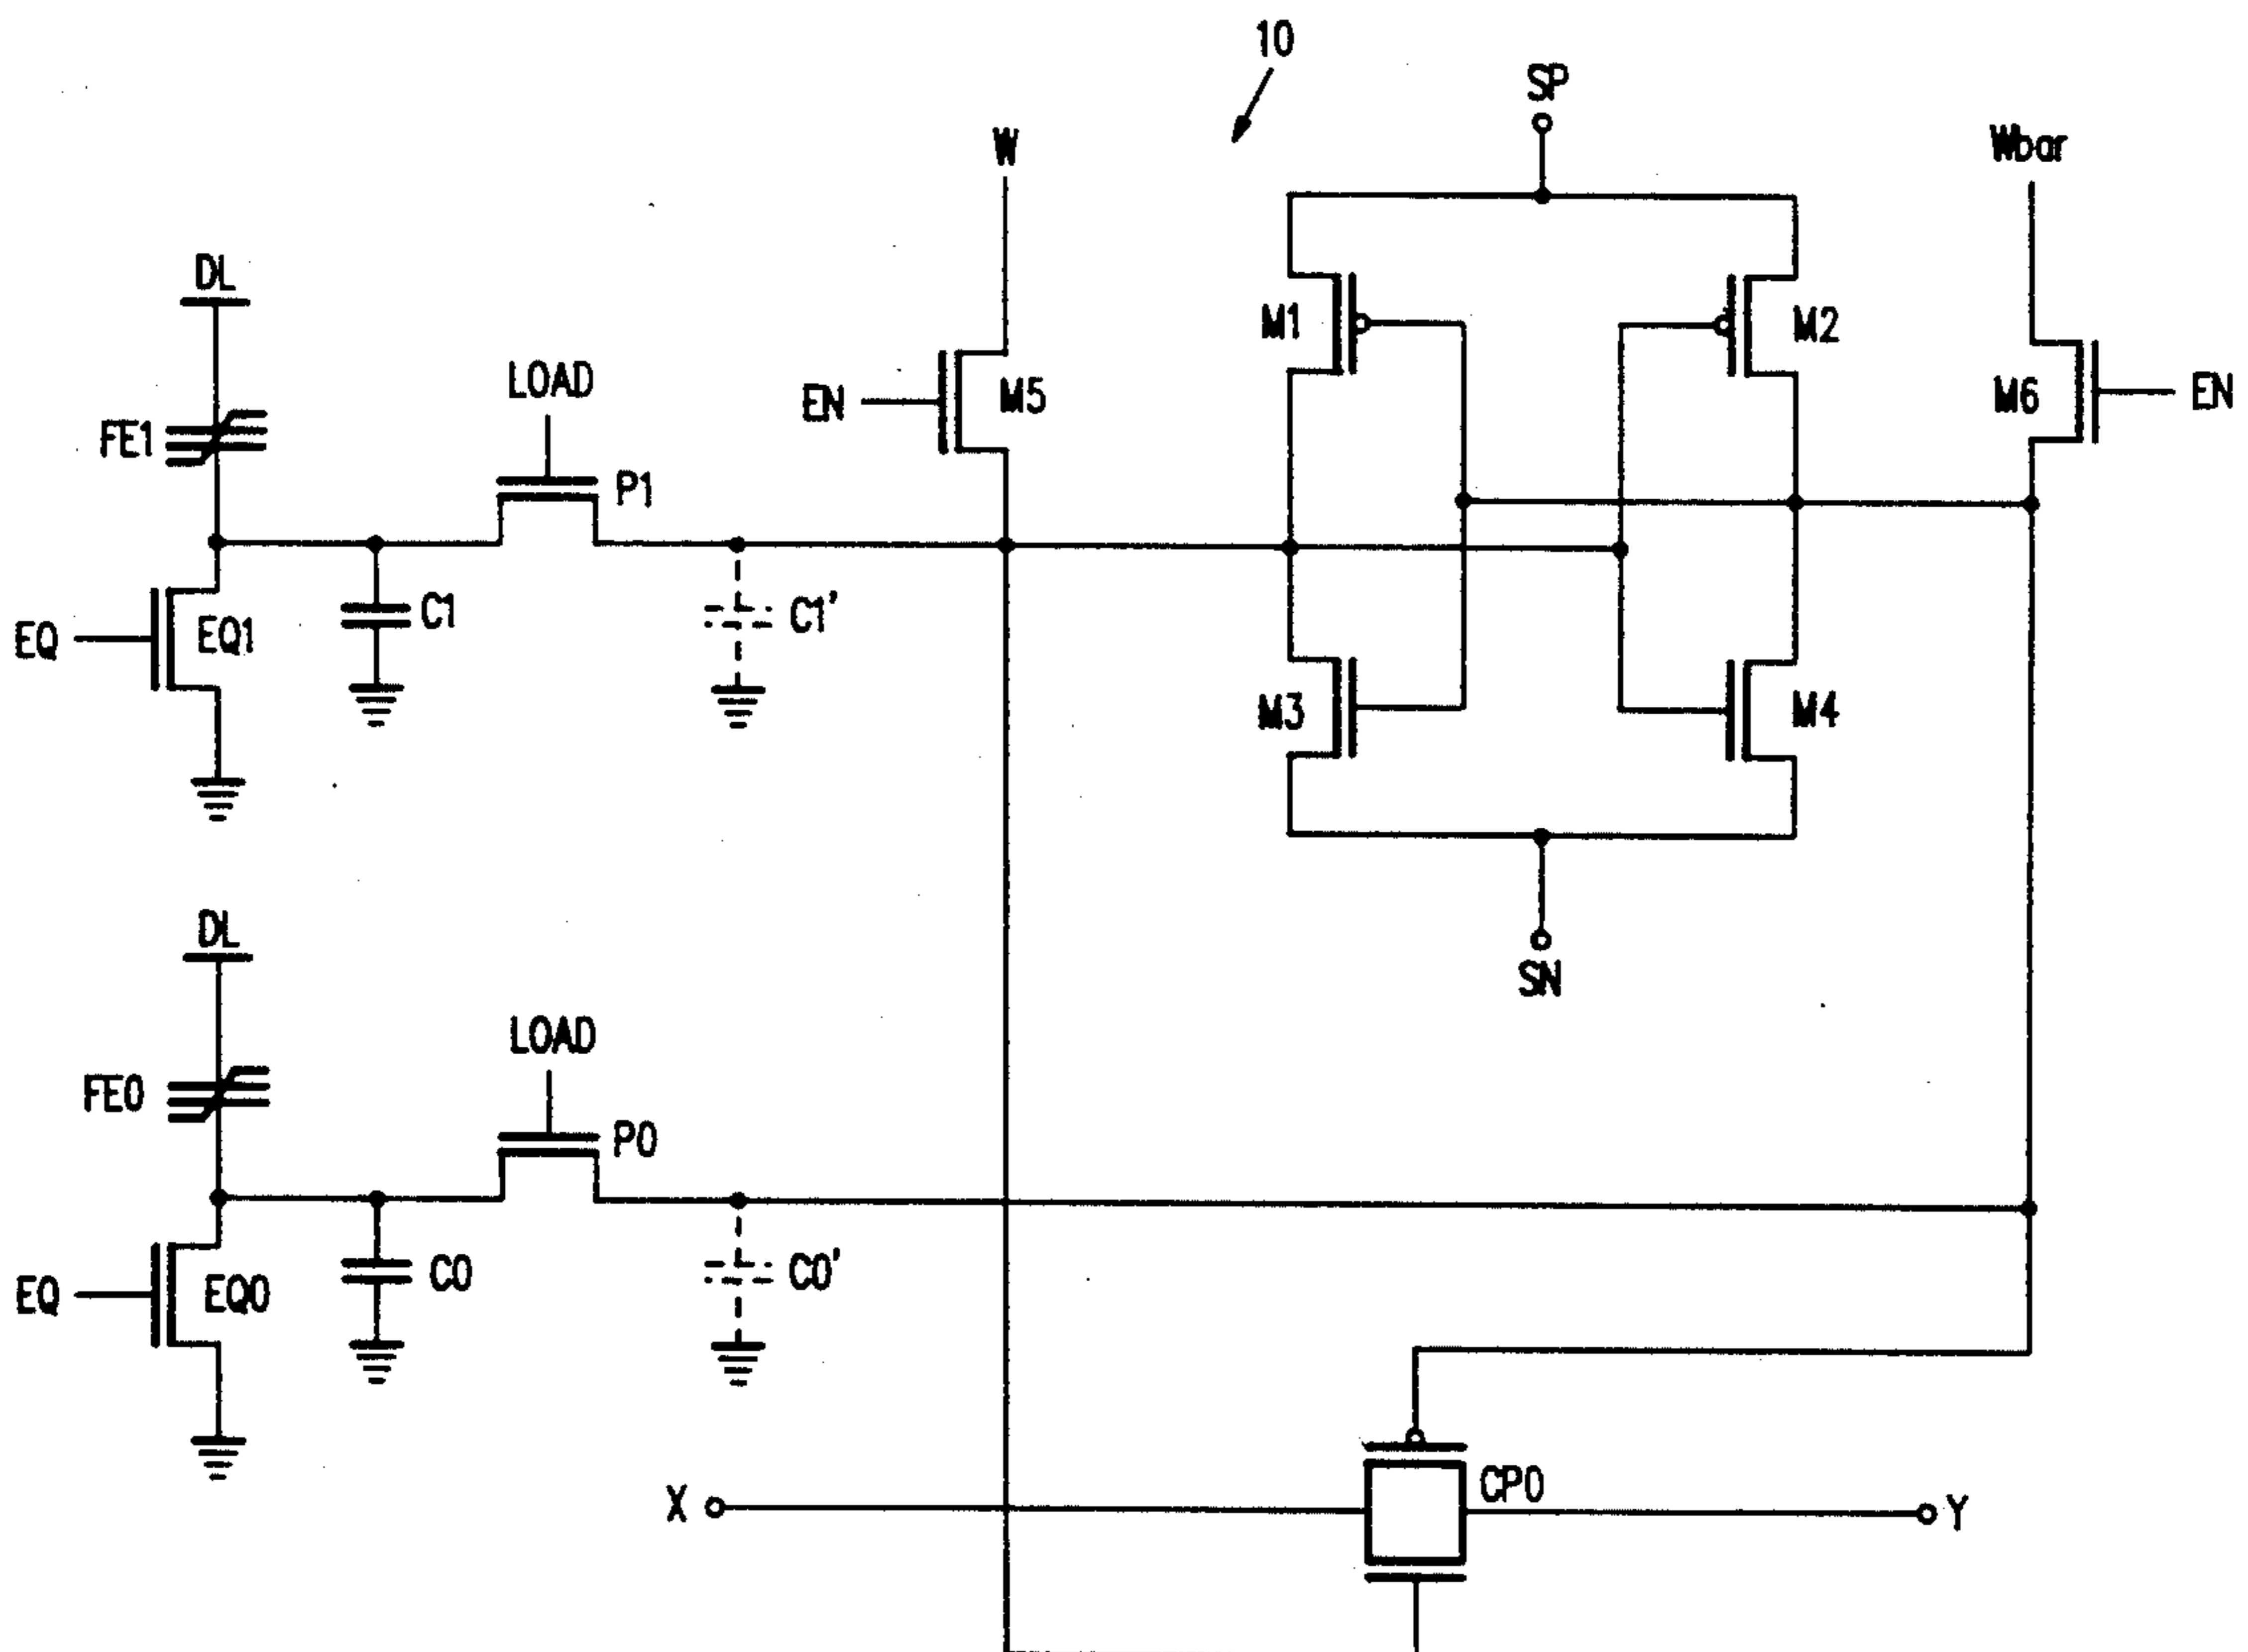 10
SP
W
Wbar
DL
M1
M2
LOAD
EN
M5
M6
EN
FE1
P1
C1
C1'
EQ
EQ1
M3
M4
DL
SN
LOAD
FE0
P0
C0
C0'
EQ
EQ0
CP0
X
Y